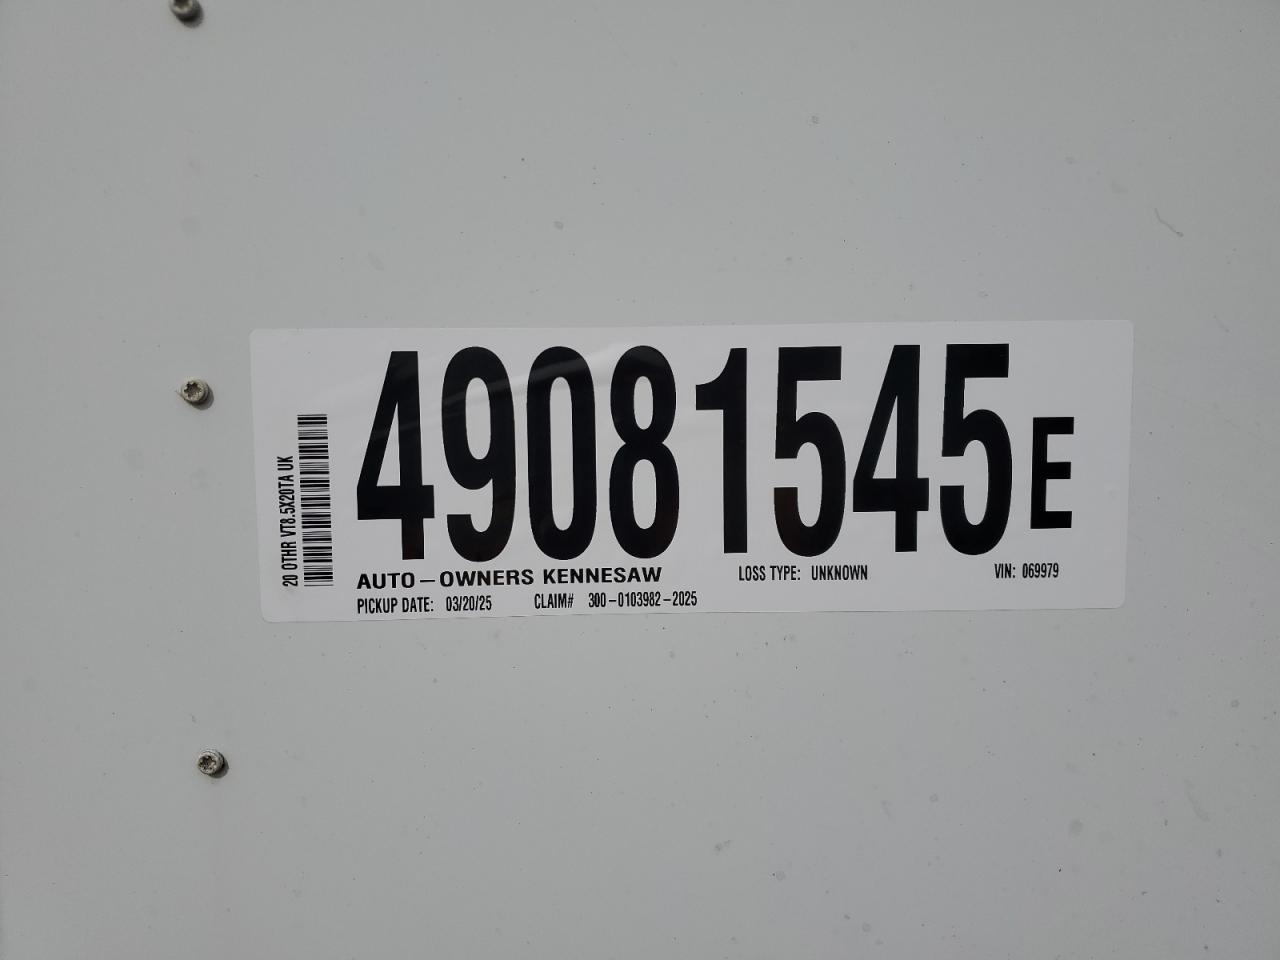 20 OTHR VT8.5X20TA UK
49081545E
AUTO-OWNERS KENNESAW
LOSS TYPE: UNKNOWN
VIN: 069979
PICKUP DATE: 03/20/25
CLAIM# 300-0103982-2025